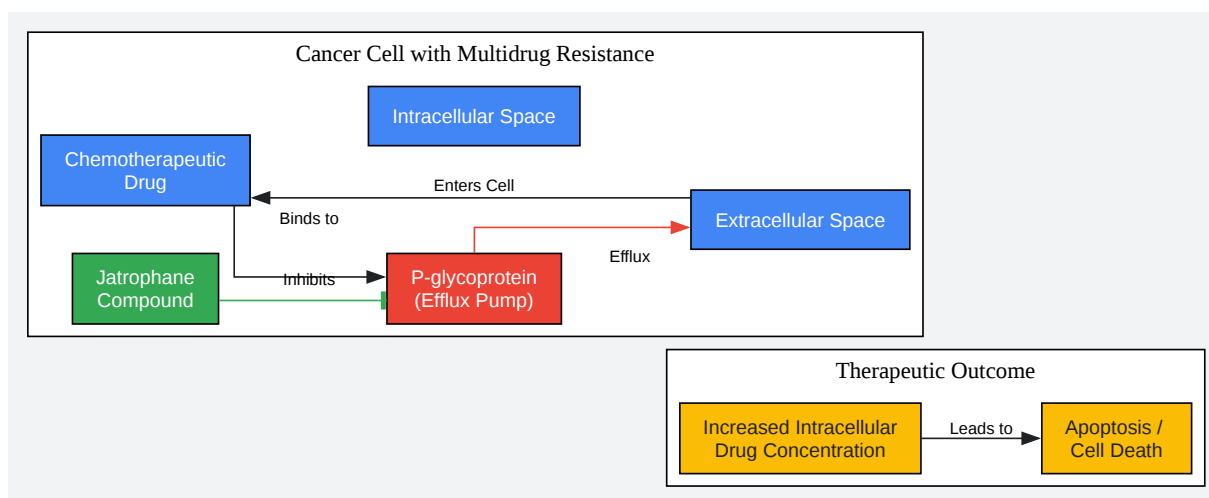 Cancer Cell with Multidrug Resistance
Intracellular Space
Chemotherapeutic
Drug
Enters Cell
Binds to
Extracellular Space
Efflux
Jatrophane
Compound
Inhibits
P-glycoprotein
(Efflux Pump)
Therapeutic Outcome
Increased Intracellular
Drug Concentration
Leads to
Apoptosis /
Cell Death